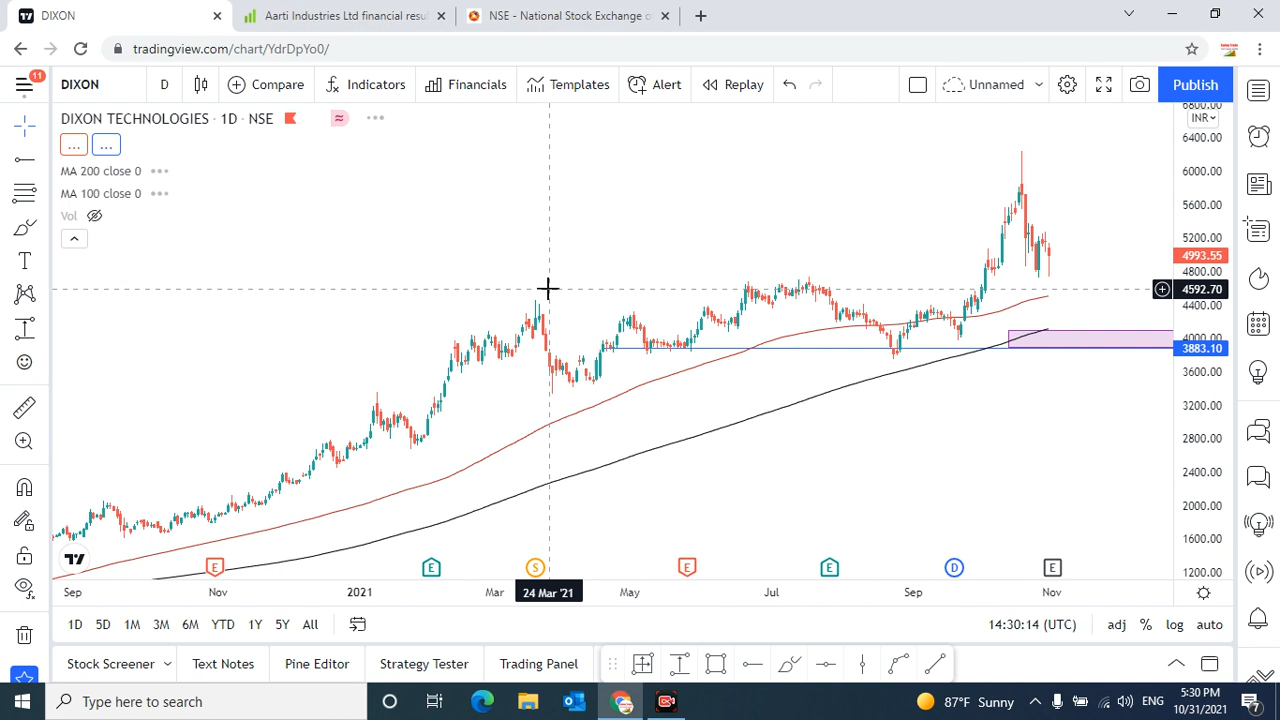 DIXON
Aarti Industries Ltd financial resu
NSE - National Stock Exchange o
tradingview.com/chart/YdrDpYo0/
11
DIXON
D
Compare
Indicators
Financials
Templates
Alert
Replay
Unnamed
Publish
DIXON TECHNOLOGIES · 1D · NSE
... ...
MA 200 close 0
MA 100 close 0
Vol
6800.00
INR
6400.00
6000.00
5600.00
5200.00
4993.55
4800.00
4592.70
4400.00
4000.00
3883.10
3600.00
3200.00
2800.00
2400.00
2000.00
1600.00
1200.00
E E S E E D E
Sep Nov 2021 Mar 24 Mar '21 May Jul Sep Nov
1D 5D 1M 3M 6M YTD 1Y 5Y All
14:30:14 (UTC) adj % log auto
Stock Screener Text Notes Pine Editor Strategy Tester Trading Panel
Type here to search
87°F Sunny
ENG
5:30 PM
10/31/2021
7